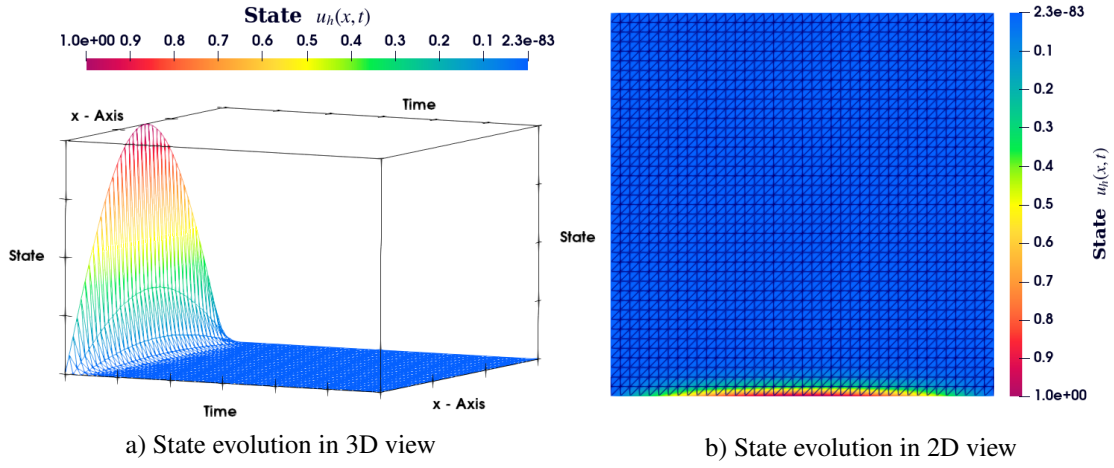 State u_h(x,t)
1.0e+00 0.9 0.8 0.7 0.6 0.5 0.4 0.3 0.2 0.1 2.3e-83
x - Axis
Time
State
Time
x - Axis
a) State evolution in 3D view
State
2.3e-83
0.1
0.2
0.3
0.4
0.5
0.6
0.7
0.8
0.9
1.0e+00
State u_h(x,t)
b) State evolution in 2D view